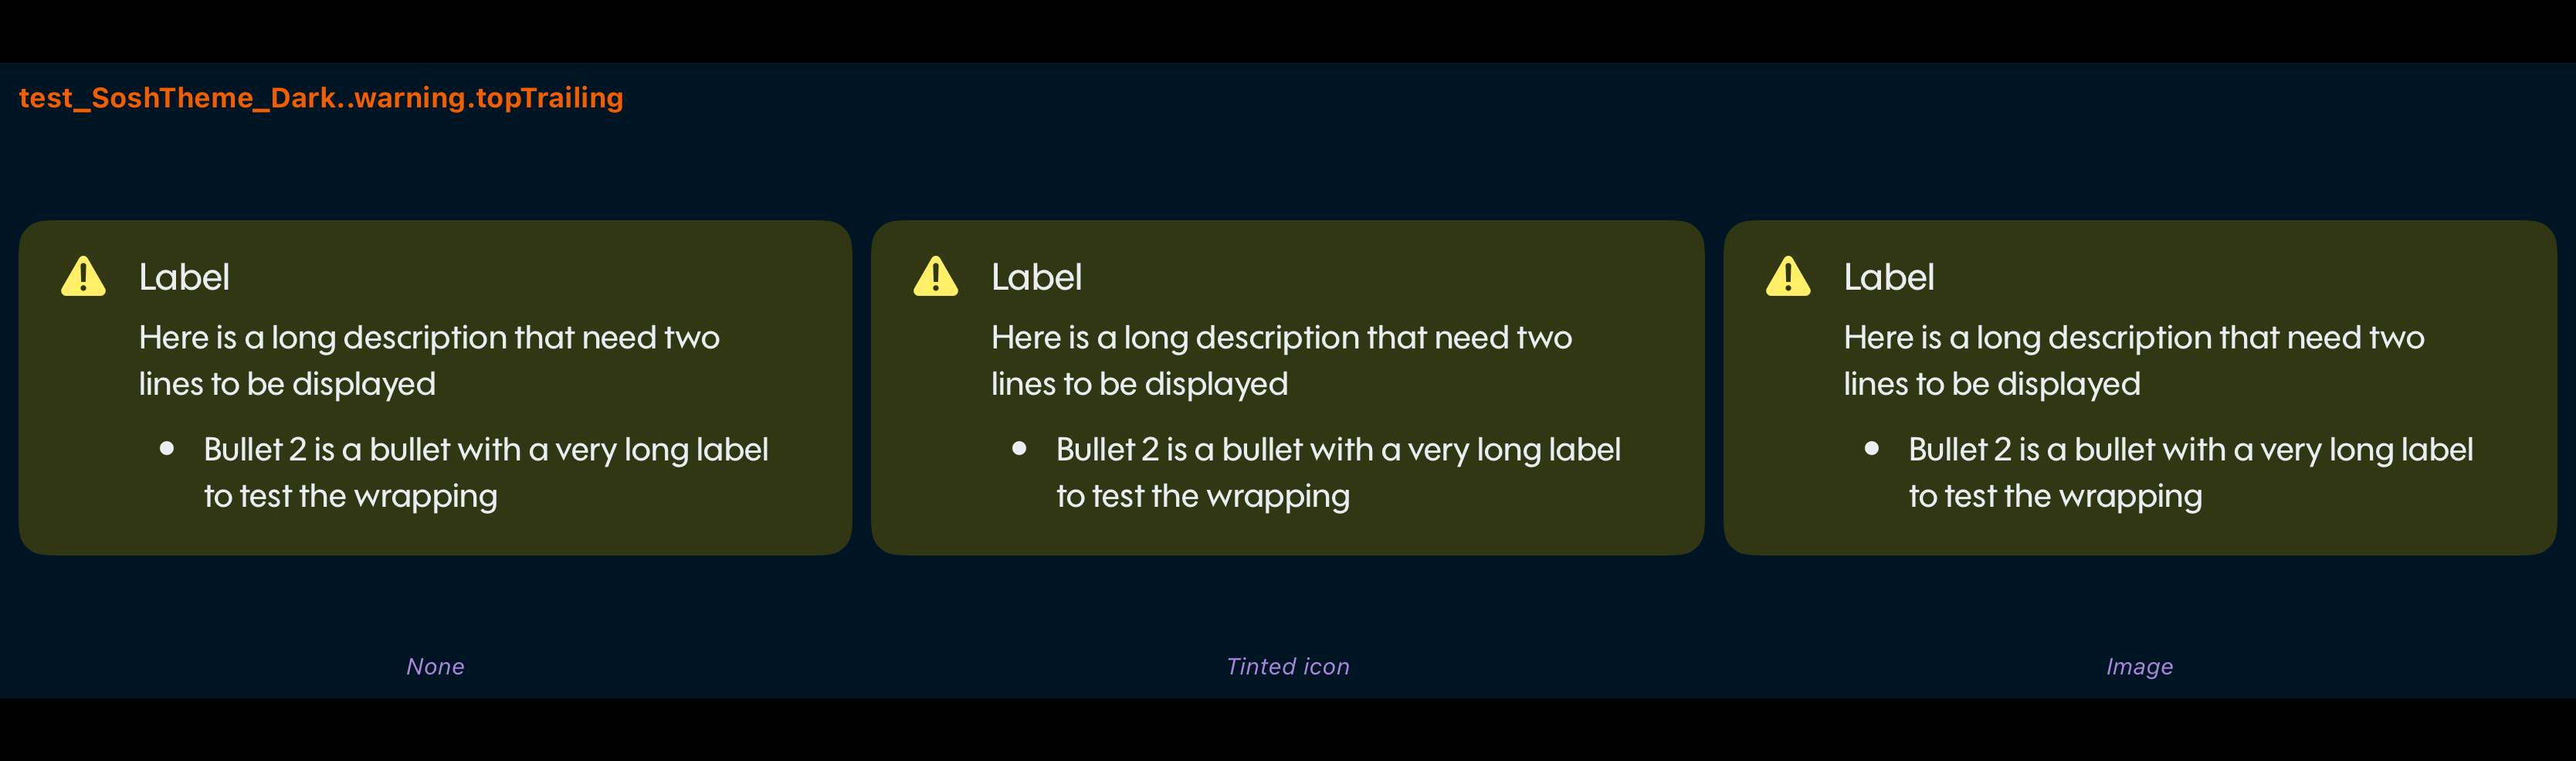 test_SoshTheme_Dark..warning.topTrailing
Label
Here is a long description that need two
lines to be displayed
• Bullet 2 is a bullet with a very long label
to test the wrapping
Label
Here is a long description that need two
lines to be displayed
• Bullet 2 is a bullet with a very long label
to test the wrapping
Label
Here is a long description that need two
lines to be displayed
• Bullet 2 is a bullet with a very long label
to test the wrapping
None
Tinted icon
Image